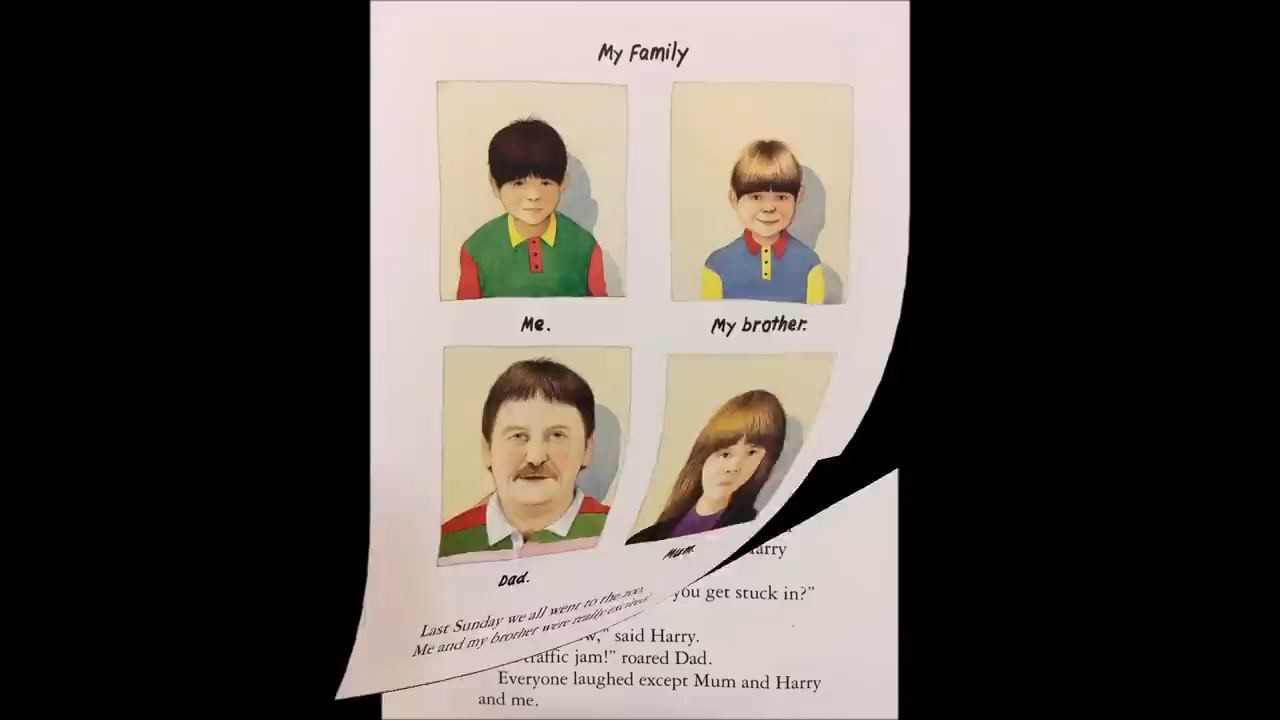 My Family
Me.
My brother.
Dad.
Mum.
Last Sunday we all went to the zoo.
Me and my brother were really excited.
you get stuck in?"
said Harry.
jam!" roared Dad.
Everyone laughed except Mum and Harry
and me.